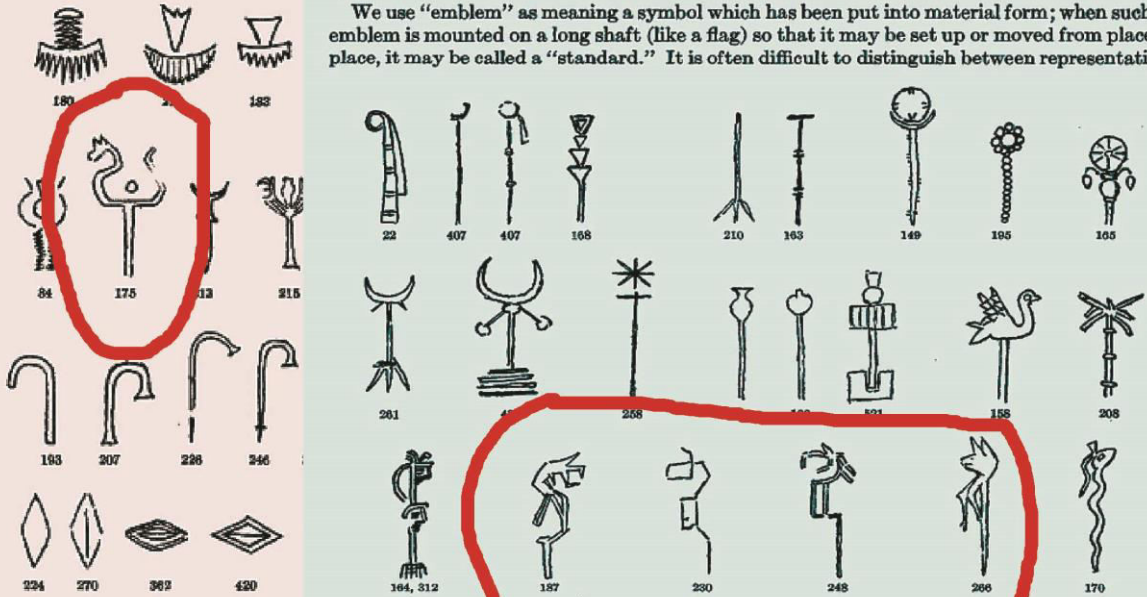 180 183
84 175 215
193 207 226 246
224 270 362 420
We use “emblem” as meaning a symbol which has been put into material form; when such
emblem is mounted on a long shaft (like a flag) so that it may be set up or moved from place
place, it may be called a “standard.” It is often difficult to distinguish between representati
22 407 407 168 210 163 149 195 165
261 258 521 158 208
164, 312 187 230 248 266 170